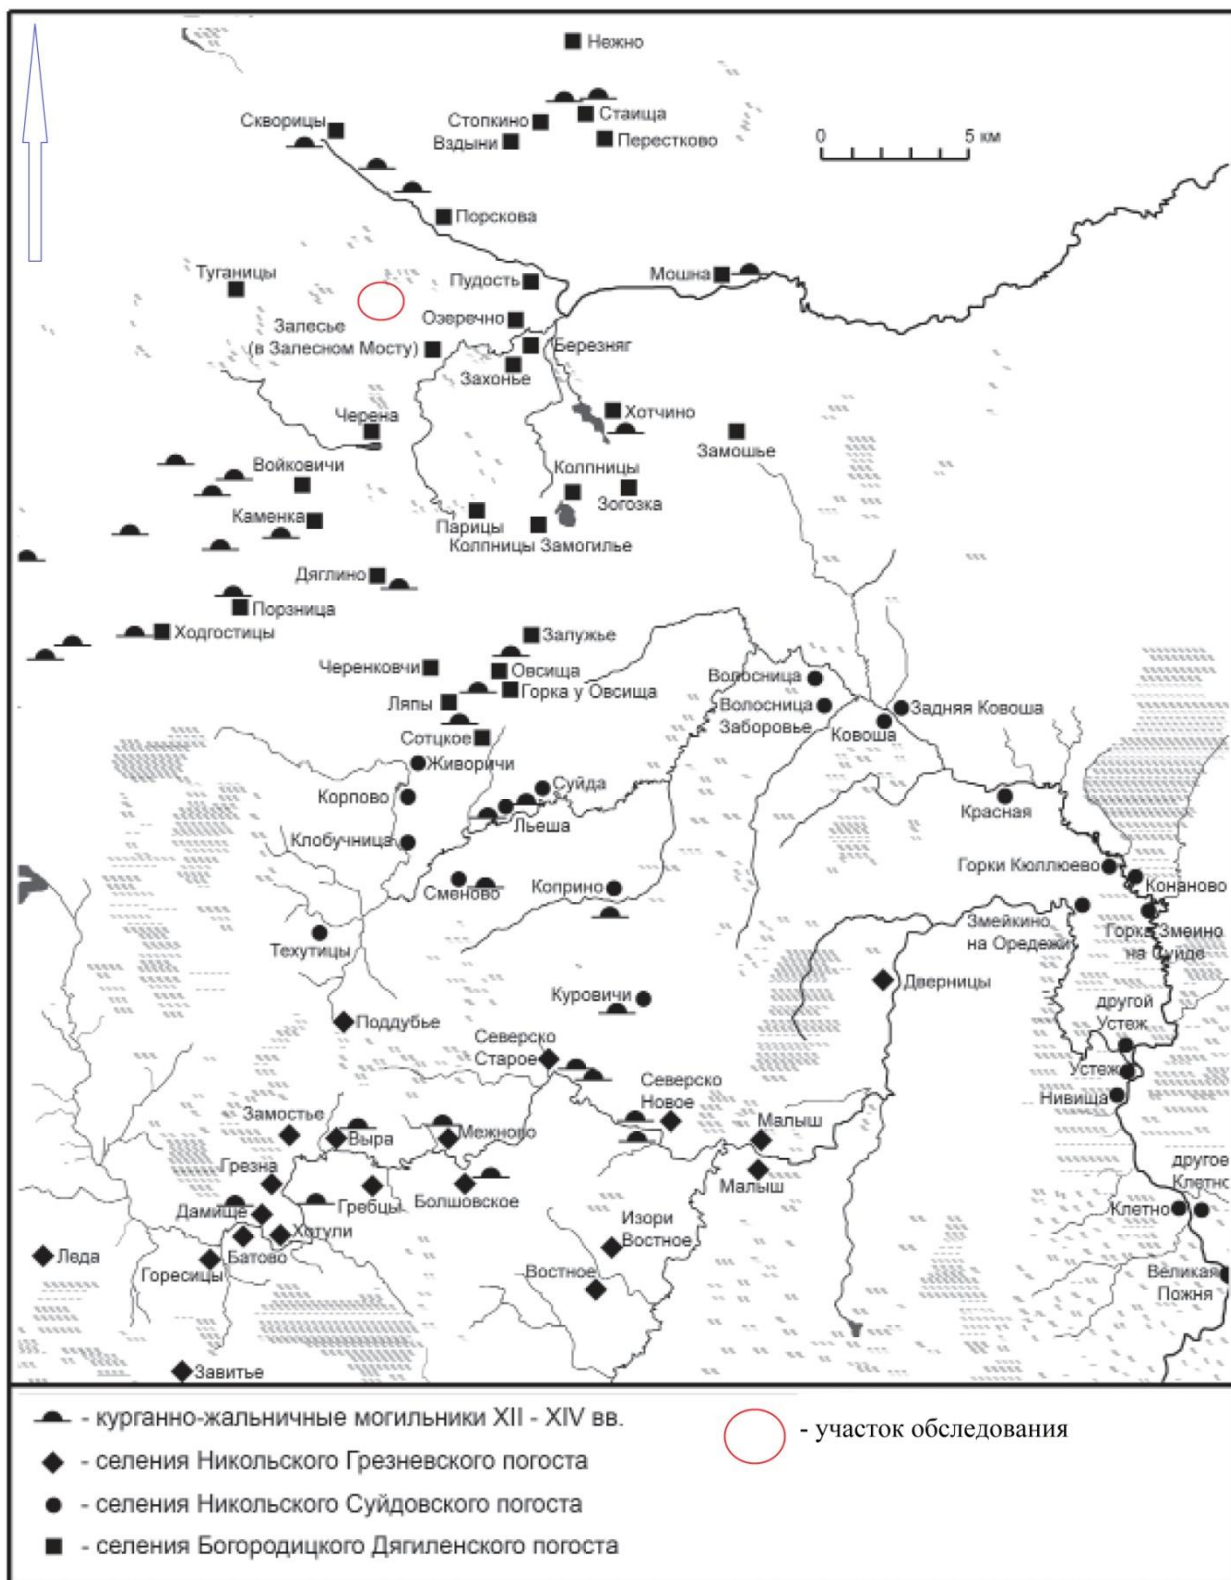 Нежно
Скворицы
Стопкино
Стаища
Вздыни
Перестково
0
5 км
Порскова
Туганицы
Пудость
Мошна
Озеречно
Залесье
(в Залесном Мосту)
Березняг
Захонье
Черена
Хотчино
Замошье
Войковичи
Колпницы
Зогозка
Каменка
Парицы
Колпницы Замогилье
Дяглино
Порзница
Ходгостицы
Залужье
Черенковчи
Овсища
Горка у Овсища
Ляпы
Сотцкое
Волосница
Волосница
Заборовье
Задняя Ковоша
Ковоша
Живоричи
Корпово
Суйда
Льеша
Красная
Клобучница
Горки Кюллюево
Сменово
Коприно
Конаново
Техутицы
Змейкино
на Оредежи
Горка Змеино
на Суйде
Дверницы
Куровичи
другой
Устеж
Поддубье
Северско
Старое
Устеж
Северско
Новое
Нивища
Замостье
Выра
Межново
Малыш
Грезна
Гребцы
Болшовское
Малыш
другое
Клетно
Дамище
Хотули
Клетно
Леда
Батово
Горесицы
Изори
Востное
Востное
Великая
Пожня
Завитье
- курганно-жальничные могильники XII - XIV вв.
- участок обследования
- селения Никольского Грезневского погоста
- селения Никольского Суйдовского погоста
- селения Богородицкого Дягиленского погоста